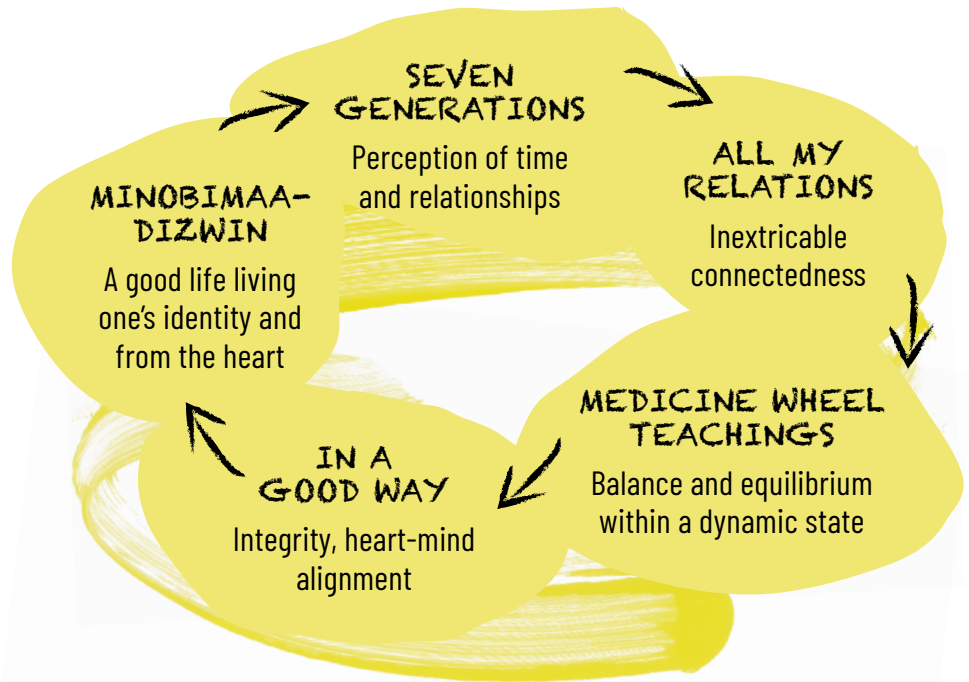 SEVEN
GENERATIONS
Perception of time
and relationships
ALL MY
RELATIONS
Inextricable
connectedness
MEDICINE WHEEL
TEACHINGS
Balance and equilibrium
within a dynamic state
IN A
GOOD WAY
Integrity, heart-mind
alignment
MINOBIMAA-
DIZWIN
A good life living
one's identity and
from the heart